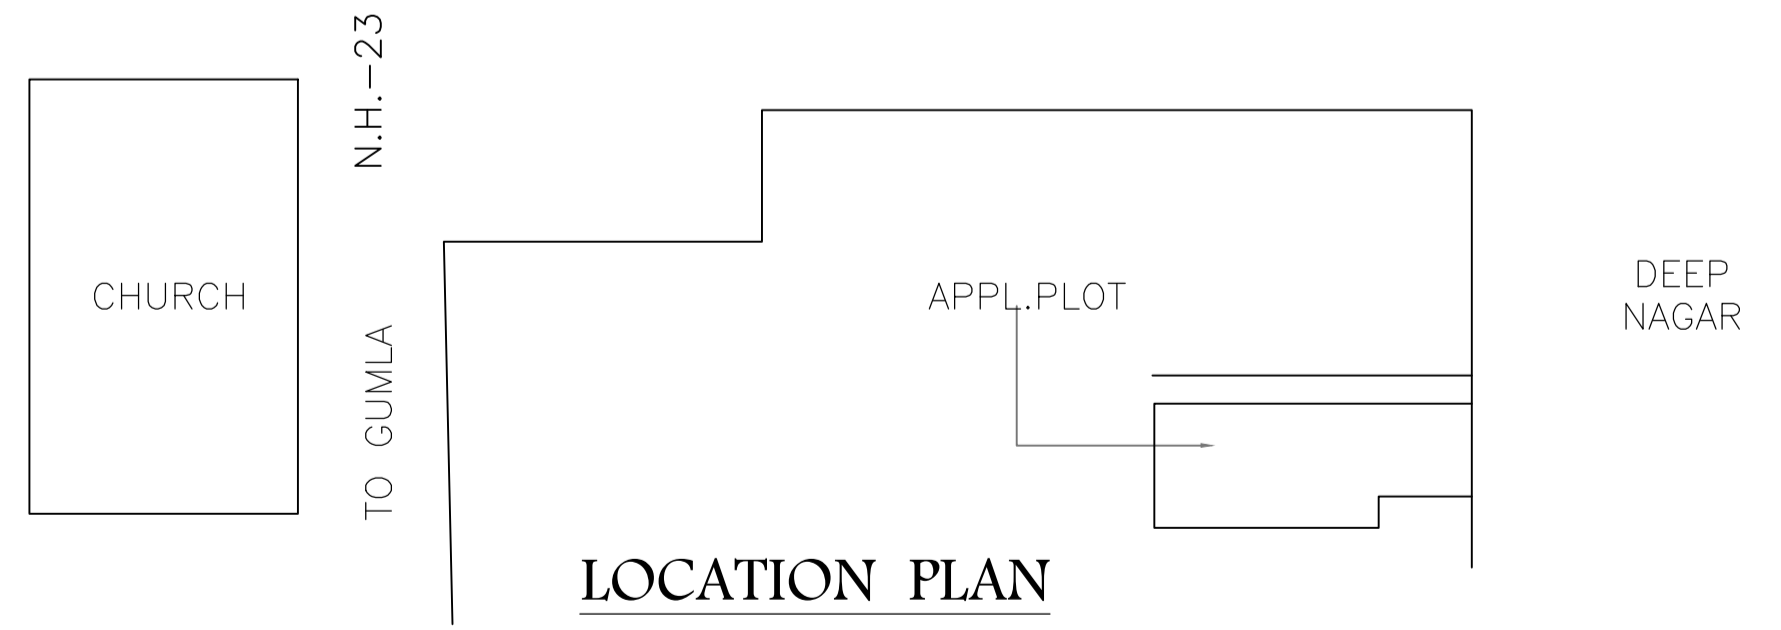 N.H.-23
CHURCH
TO GUMLA
APPL.PLOT
DEEP
NAGAR
LOCATION PLAN